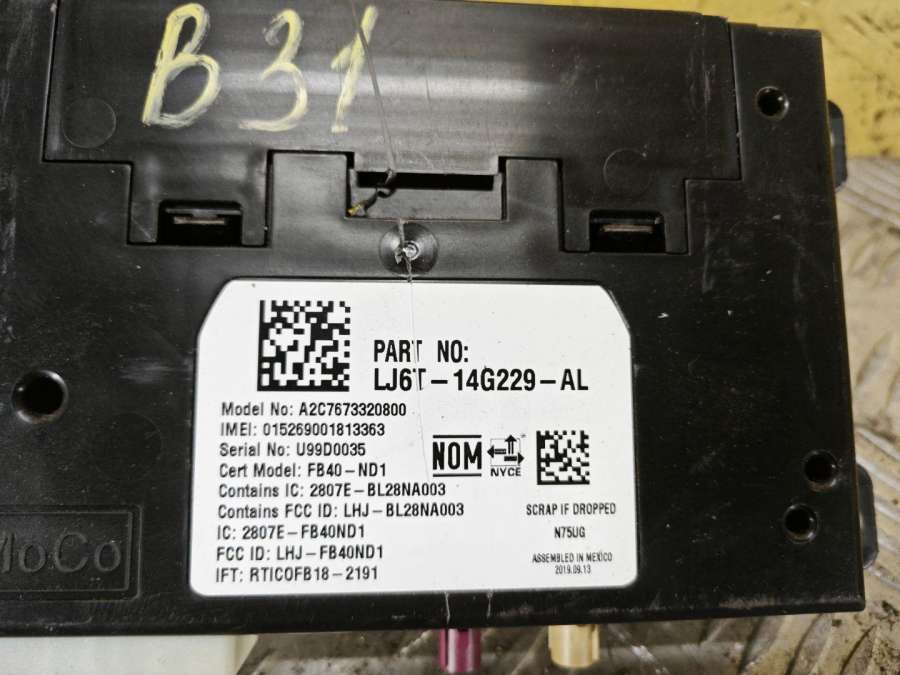 B31
PART NO:
LJ6T-14G229-AL
Model No: A2C7673320800
IMEI: 015269001813363
Serial No: U99D0035
Cert Model: FB40-ND1
Contains IC: 2807E-BL28NA003
Contains FCC ID: LHJ-BL28NA003
IC: 2807E-FB40ND1
FCC ID: LHJ-FB40ND1
IFT: RTICOFB18-2191
NOM
NYCE
SCRAP IF DROPPED
N75UG
ASSEMBLED IN MEXICO
2019.09.13
MoCo